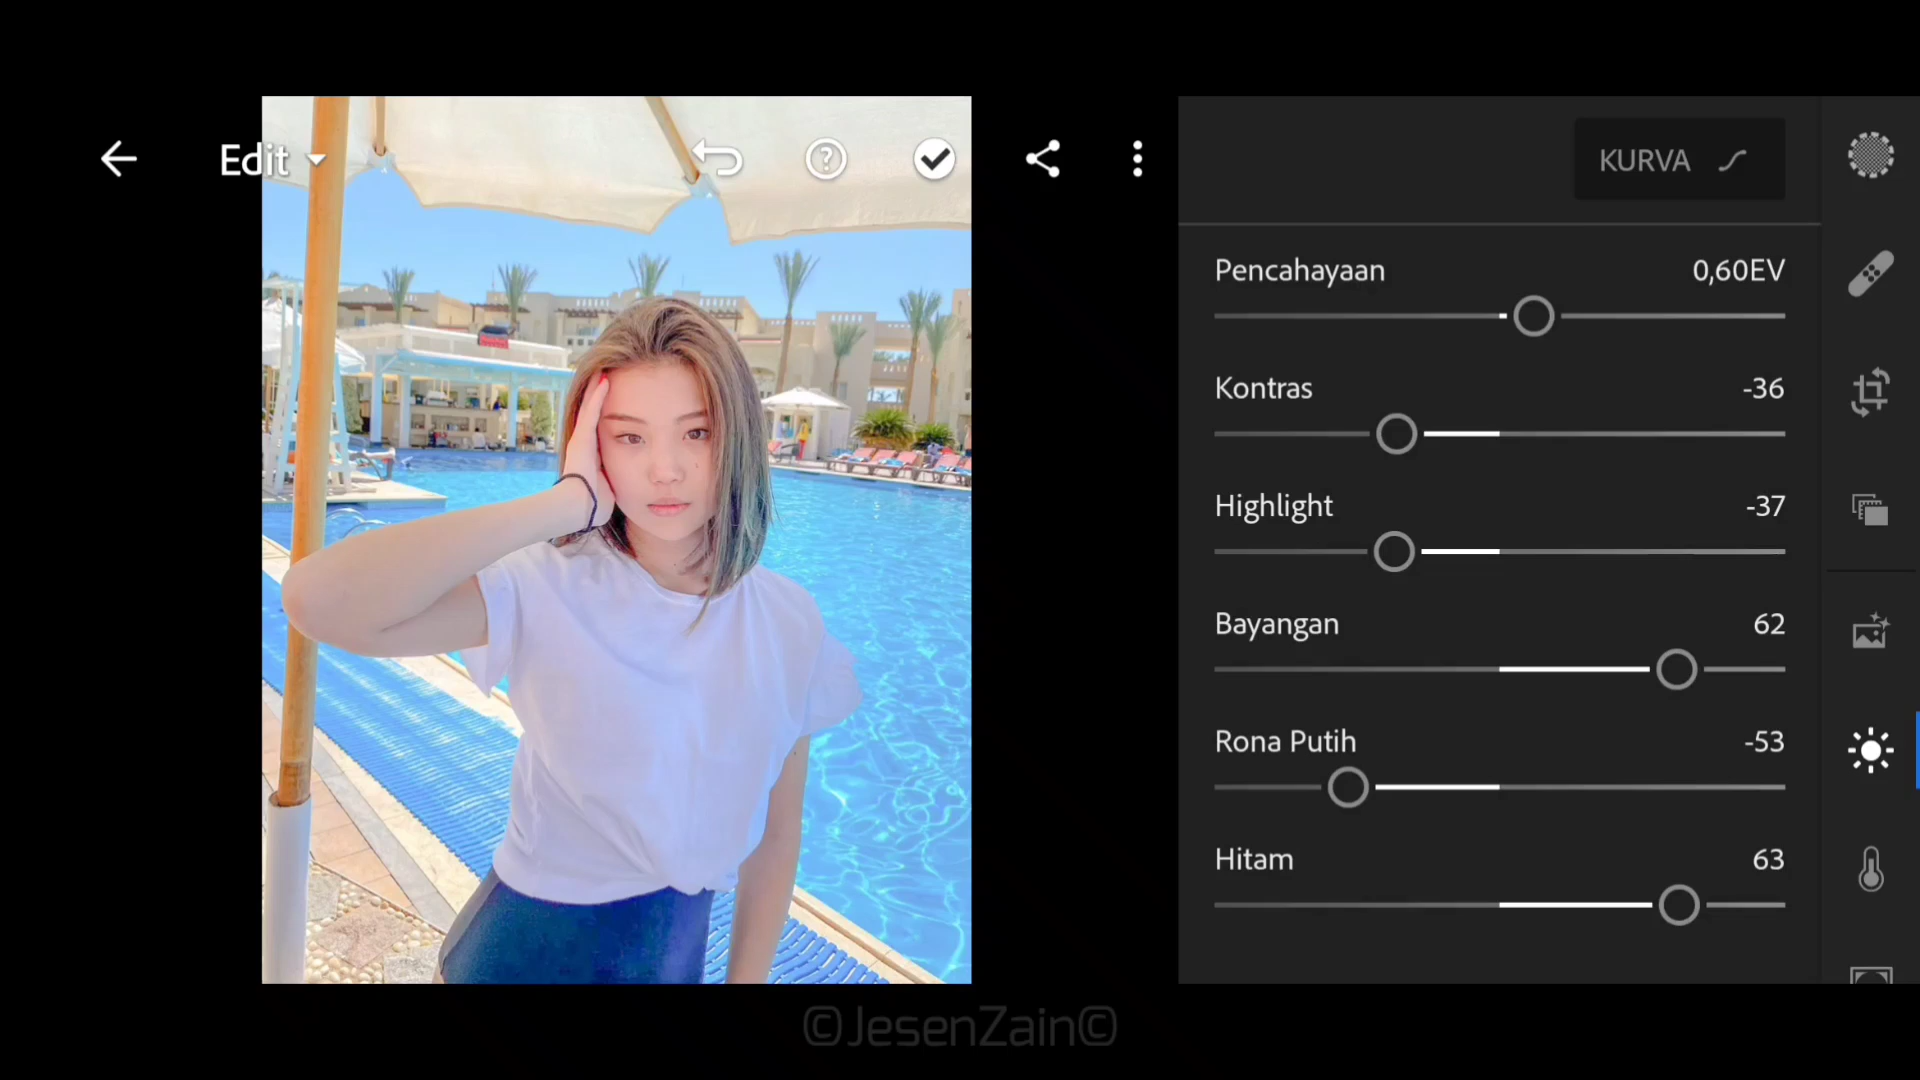 Edit
KURVA
Pencahayaan 0,60EV
Kontras -36
Highlight -37
Bayangan 62
Rona Putih -53
Hitam 63
©JesenZain©